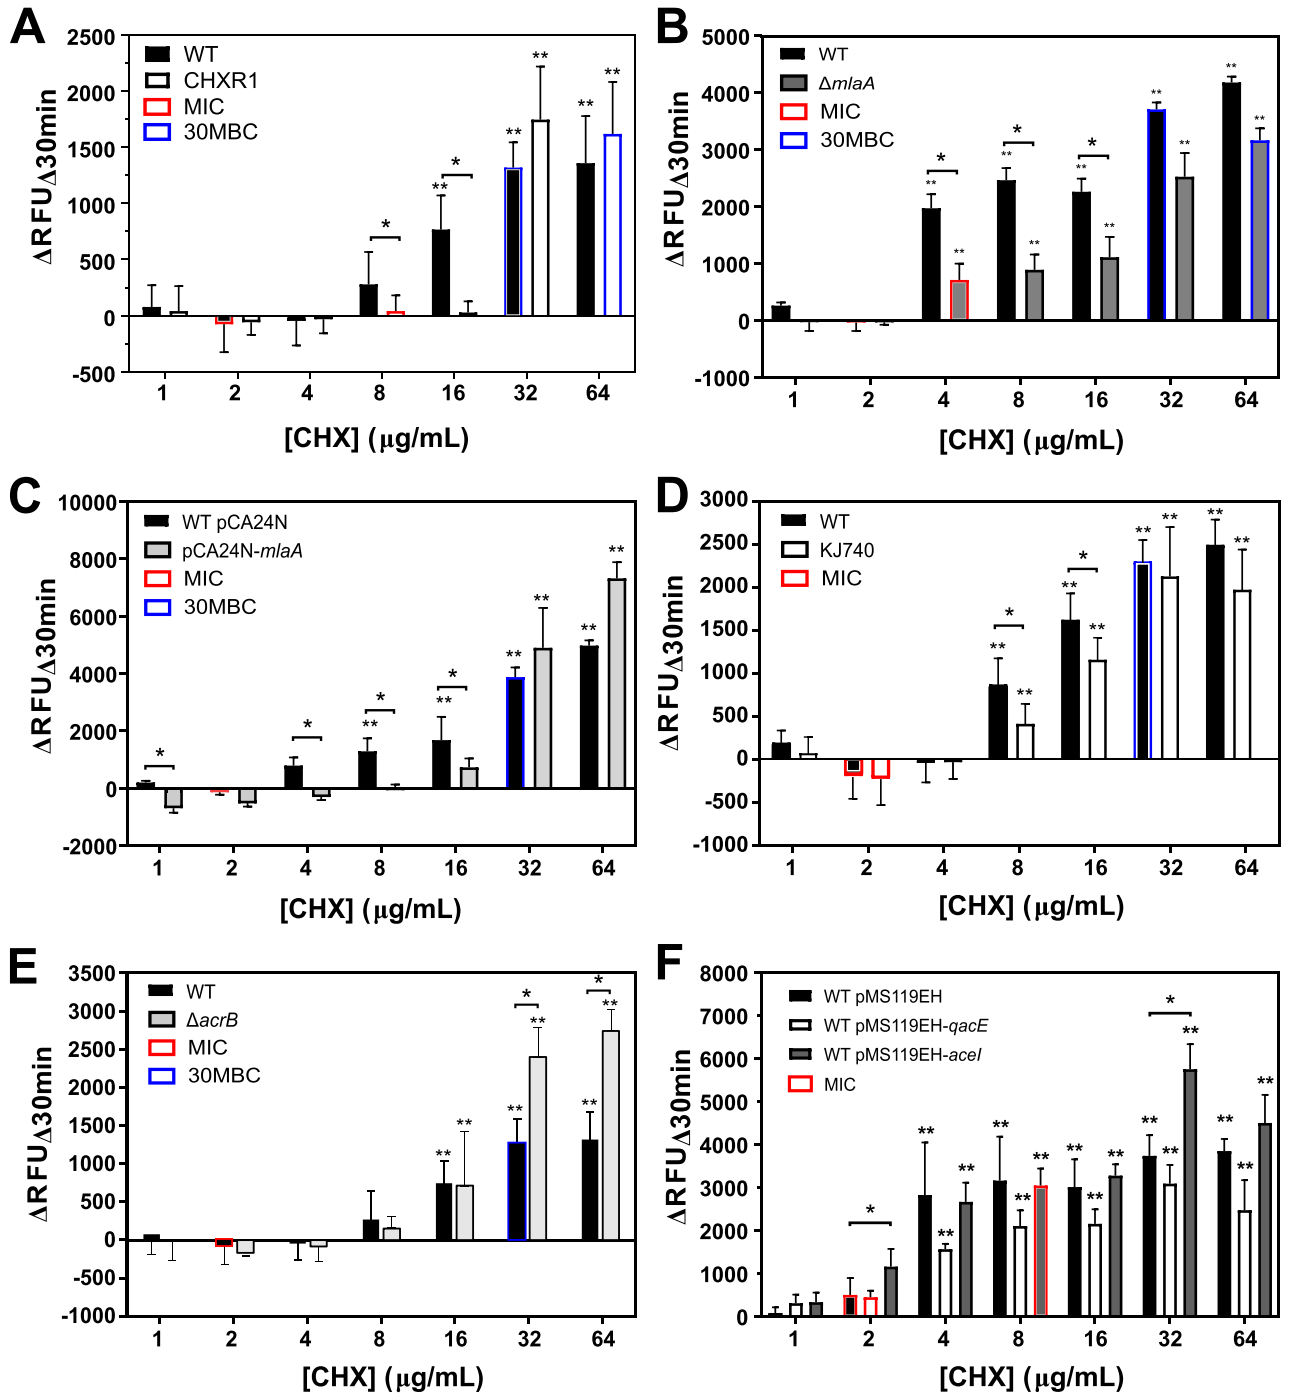 A
2500
2000
1500
1000
500
0
-500
ΔRFUΔ30min
WT
CHXR1
MIC
30MBC
* ** * ** ** ** **
1 2 4 8 16 32 64
[CHX] (μg/mL)
B
5000
4000
3000
2000
1000
0
-1000
ΔRFUΔ30min
WT
ΔmlaA
MIC
30MBC
** * ** ** * ** ** * ** ** ** ** **
1 2 4 8 16 32 64
[CHX] (μg/mL)
C
10000
8000
6000
4000
2000
0
-2000
ΔRFUΔ30min
WT pCA24N
pCA24N-mlaA
MIC
30MBC
* * ** * ** * ** ** ** **
1 2 4 8 16 32 64
[CHX] (μg/mL)
D
3000
2500
2000
1500
1000
500
0
-500
-1000
ΔRFUΔ30min
WT
KJ740
MIC
** * ** ** * ** ** ** ** **
1 2 4 8 16 32 64
[CHX] (μg/mL)
E
3500
3000
2500
2000
1500
1000
500
0
-500
-1000
ΔRFUΔ30min
WT
ΔacrB
MIC
30MBC
** ** ** * ** ** * **
1 2 4 8 16 32 64
[CHX] (μg/mL)
F
8000
7000
6000
5000
4000
3000
2000
1000
0
ΔRFUΔ30min
WT pMS119EH
WT pMS119EH-qacE
WT pMS119EH-aceI
MIC
* ** ** ** ** ** ** ** ** ** ** ** * ** ** ** **
1 2 4 8 16 32 64
[CHX] (μg/mL)